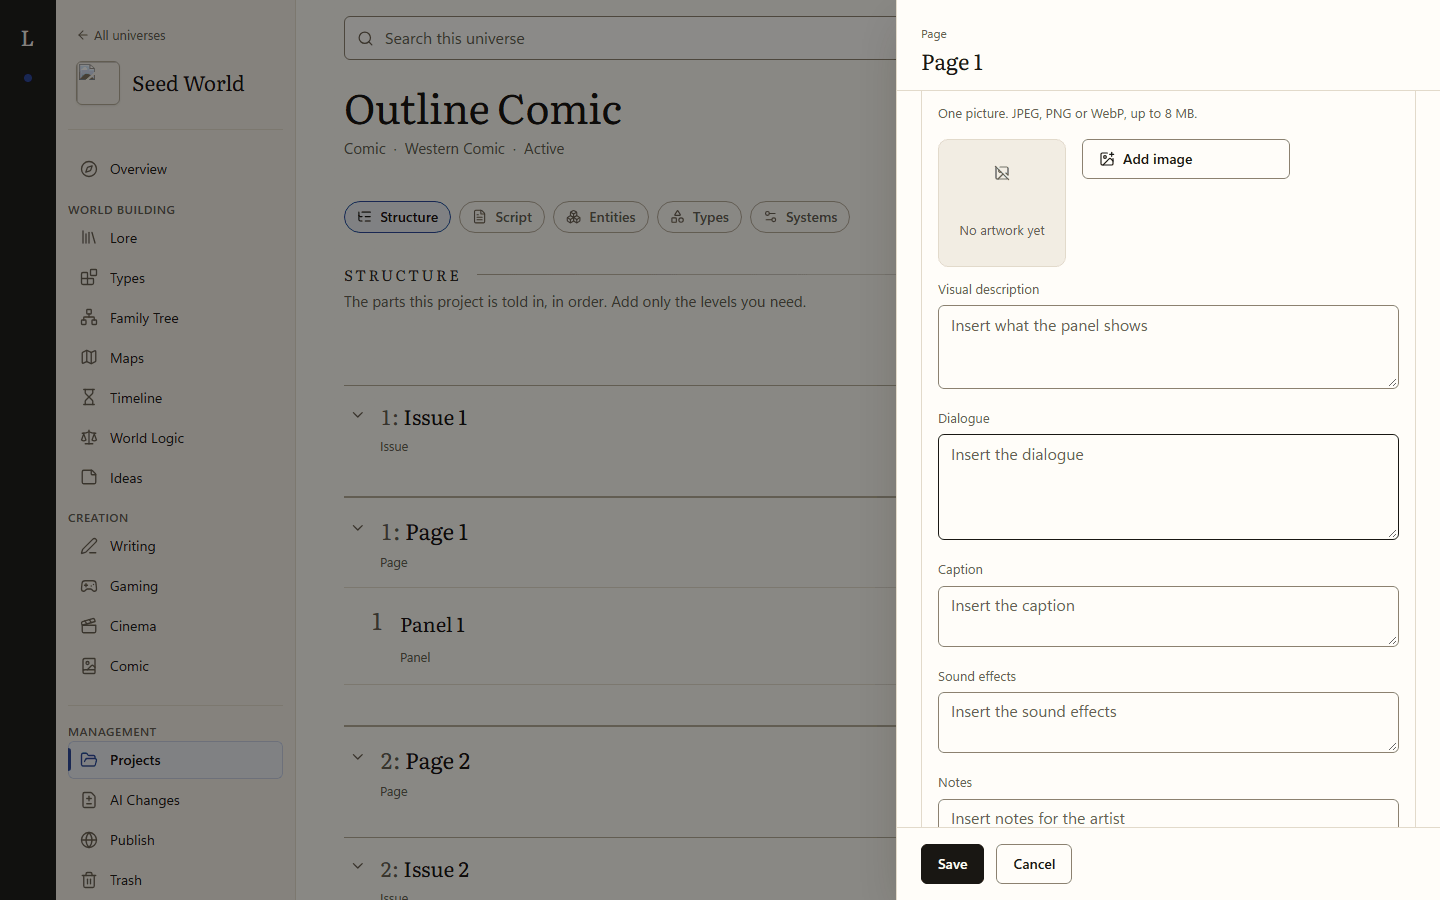 L
All universes
Seed World
Overview
WORLD BUILDING
Lore
Types
Family Tree
Maps
Timeline
World Logic
Ideas
CREATION
Writing
Gaming
Cinema
Comic
MANAGEMENT
Projects
AI Changes
Publish
Trash
Search this universe
Outline Comic
Comic · Western Comic · Active
Structure
Script
Entities
Types
Systems
STRUCTURE
The parts this project is told in, in order. Add only the levels you need.
1: Issue 1
Issue
1: Page 1
Page
1 Panel 1
Panel
2: Page 2
Page
2: Issue 2
Issue
Page
Page 1
One picture. JPEG, PNG or WebP, up to 8 MB.
No artwork yet
Add image
Visual description
Insert what the panel shows
Dialogue
Insert the dialogue
Caption
Insert the caption
Sound effects
Insert the sound effects
Notes
Insert notes for the artist
Save
Cancel